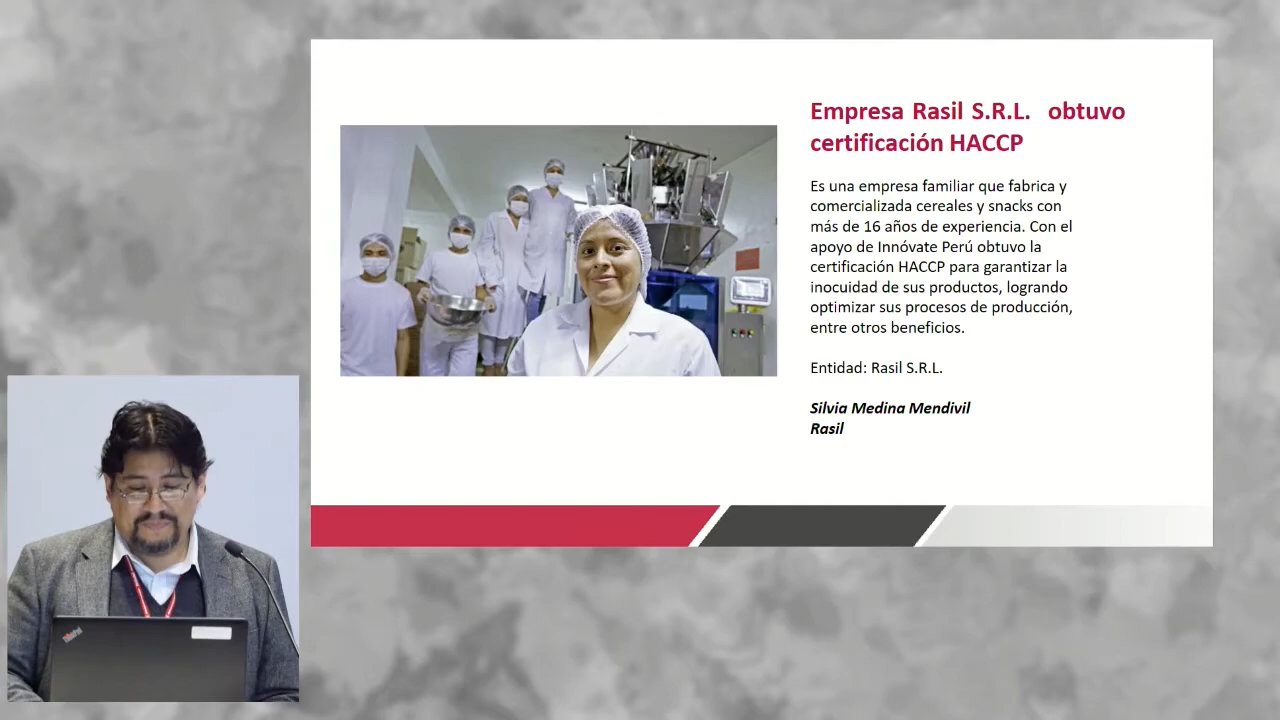 Empresa Rasil S.R.L. obtuvo
certificación HACCP
Es una empresa familiar que fabrica y
comercializada cereales y snacks con
más de 16 años de experiencia. Con el
apoyo de Innóvate Perú obtuvo la
certificación HACCP para garantizar la
inocuidad de sus productos, logrando
optimizar sus procesos de producción,
entre otros beneficios.
Entidad: Rasil S.R.L.
Silvia Medina Mendivil
Rasil
ThinkPad